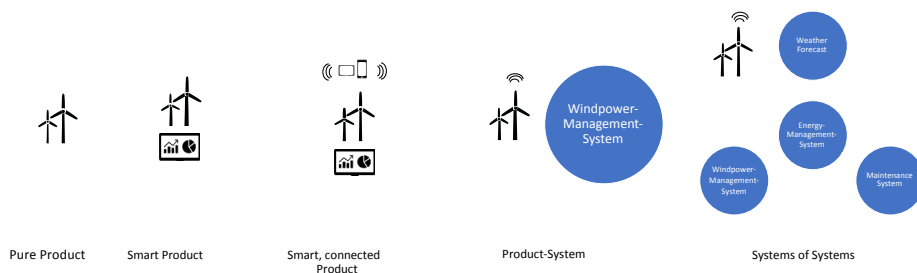 Weather
Forecast
Windpower-
Management-
System
Energy-
Management-
System
Windpower-
Management-
System
Maintenance
System
Pure Product
Smart Product
Smart, connected
Product
Product-System
Systems of Systems